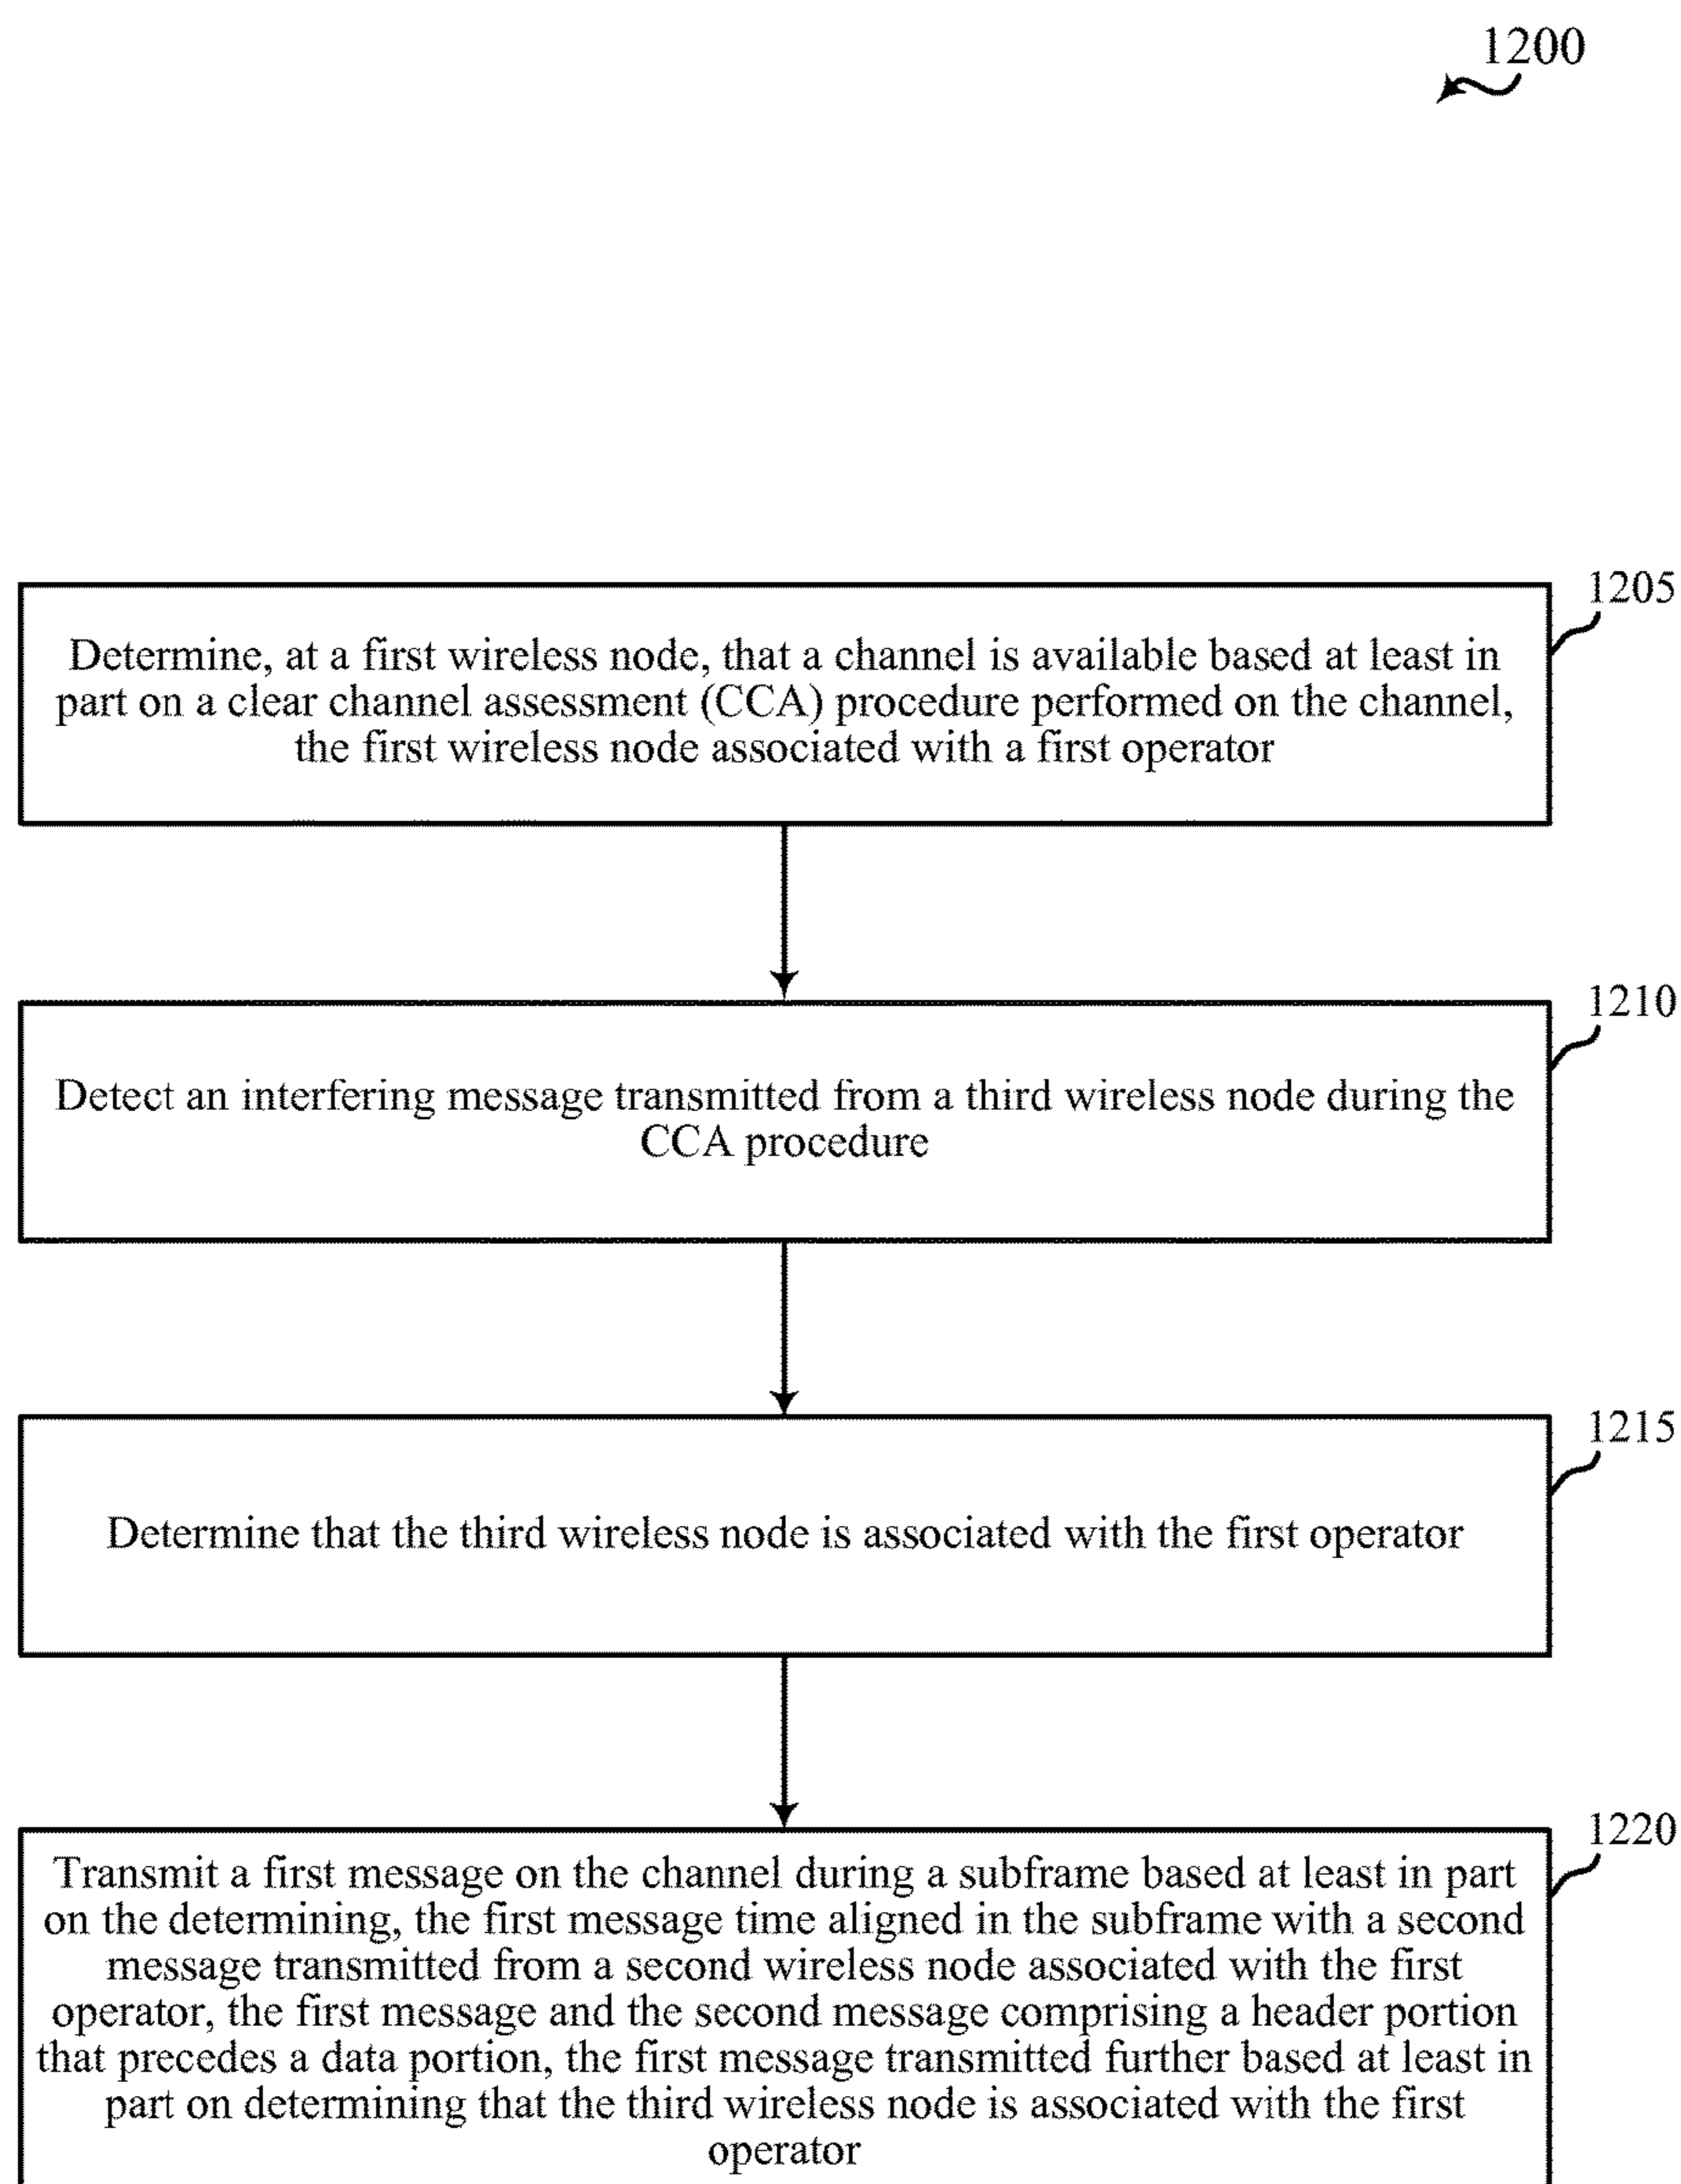 1200
1205
Determine, at a first wireless node, that a channel is available based at least in
part on a clear channel assessment (CCA) procedure performed on the channel,
the first wireless node associated with a first operator
1210
Detect an interfering message transmitted from a third wireless node during the
CCA procedure
1215
Determine that the third wireless node is associated with the first operator
1220
Transmit a first message on the channel during a subframe based at least in part
on the determining, the first message time aligned in the subframe with a second
message transmitted from a second wireless node associated with the first
operator, the first message and the second message comprising a header portion
that precedes a data portion, the first message transmitted further based at least in
part on determining that the third wireless node is associated with the first
operator